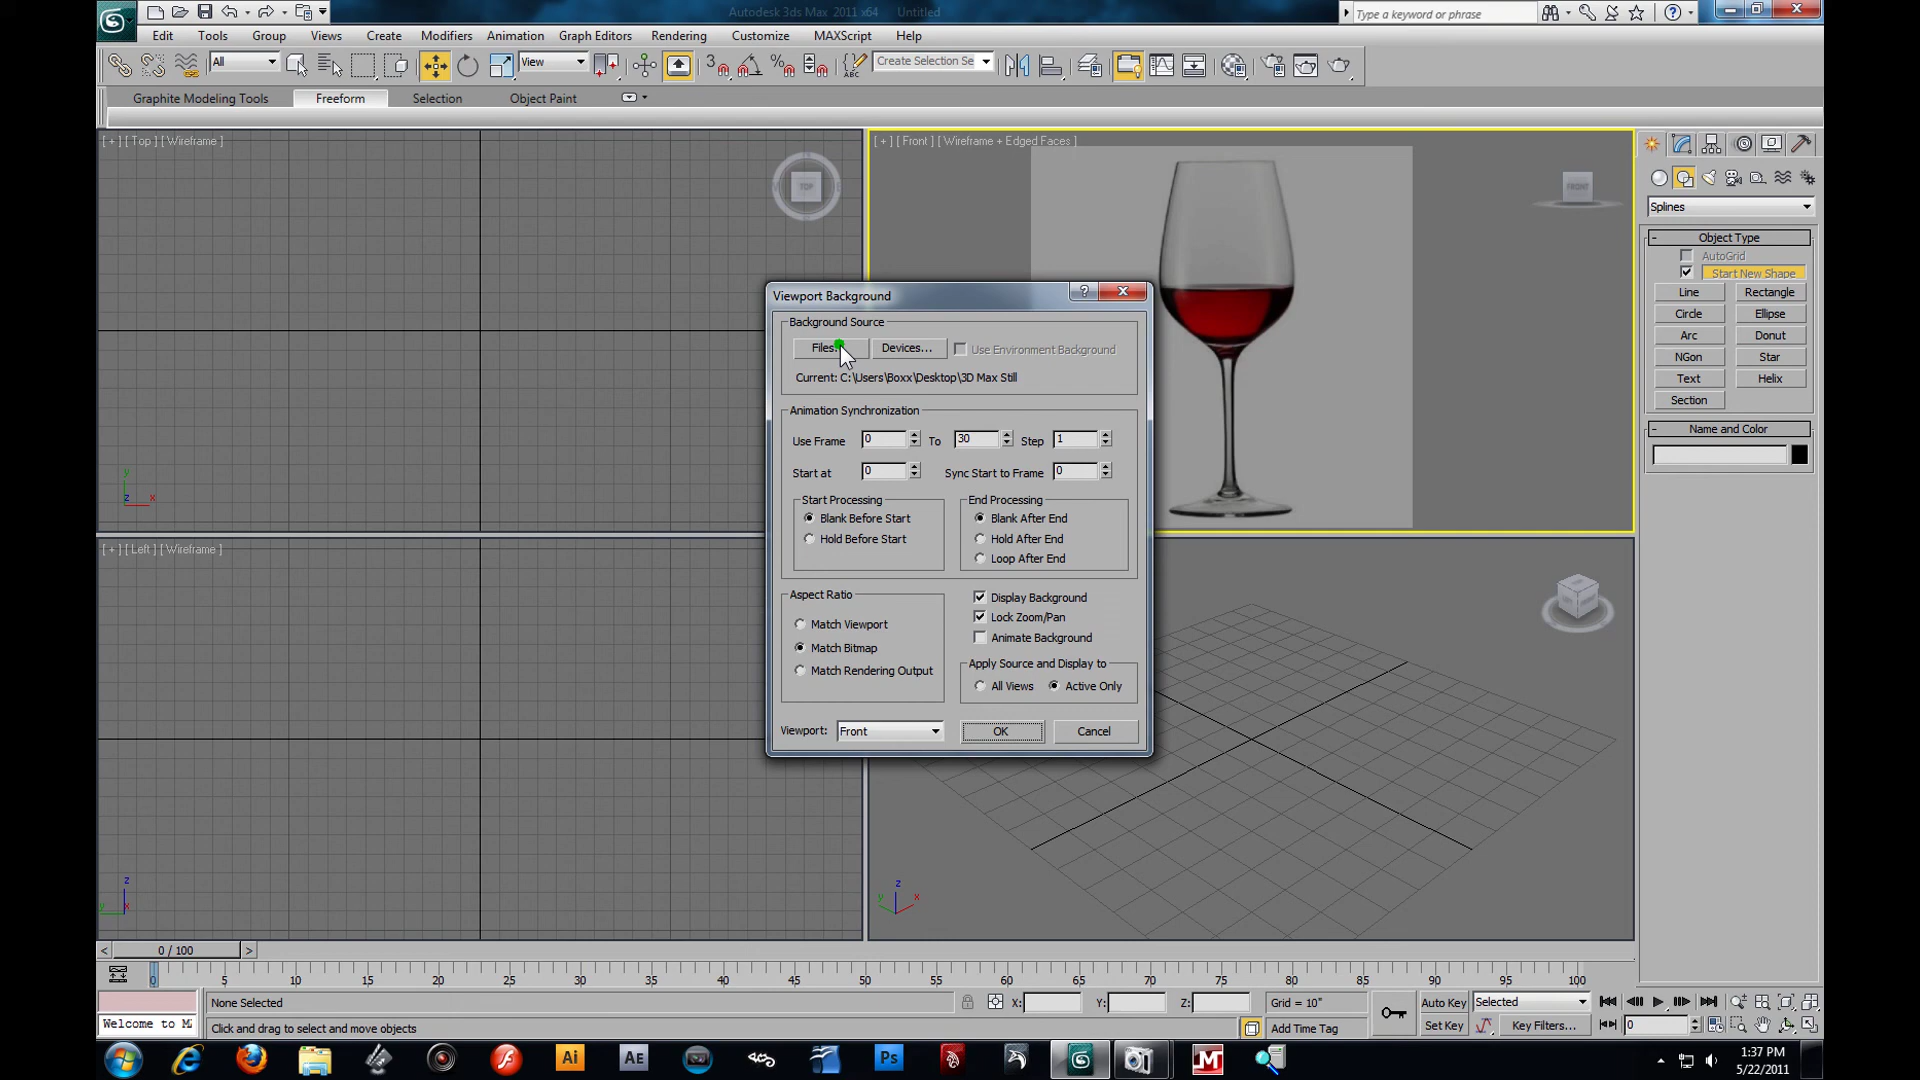 Autodesk 3ds Max 2011 x64 Untitled
Type a keyword or phrase
Edit Tools Group Views Create Modifiers Animation Graph Editors Rendering Customize MAXScript Help
All View Create Selection Se
Graphite Modeling Tools Freeform Selection Object Paint
[ + ] [ Top ] [ Wireframe ]
TOP
[ + ] [ Front ] [ Wireframe + Edged Faces ]
FRONT
Splines
- Object Type
AutoGrid
Start New Shape
Line Rectangle
Circle Ellipse
Arc Donut
NGon Star
Text Helix
Section
- Name and Color
Viewport Background
Background Source
Files... Devices... Use Environment Background
Current: C:\Users\Boxx\Desktop\3D Max Still
Animation Synchronization
Use Frame 0 To 30 Step 1
Start at 0 Sync Start to Frame 0
Start Processing
Blank Before Start
Hold Before Start
End Processing
Blank After End
Hold After End
Loop After End
Aspect Ratio
Match Viewport
Match Bitmap
Match Rendering Output
Display Background
Lock Zoom/Pan
Animate Background
Apply Source and Display to
All Views Active Only
Viewport: Front OK Cancel
[ + ] [ Left ] [ Wireframe ]
y
z x
z
y x
z
y x
< 0 / 100 >
0 5 10 15 20 25 30 35 40 45 50 55 60 65 70 75 80 85 90 95 100
None Selected X: Y: Z: Grid = 10" Auto Key Selected
Welcome to M Click and drag to select and move objects Add Time Tag Set Key Key Filters... 0
Ai AE Ps
1:37 PM
5/22/2011